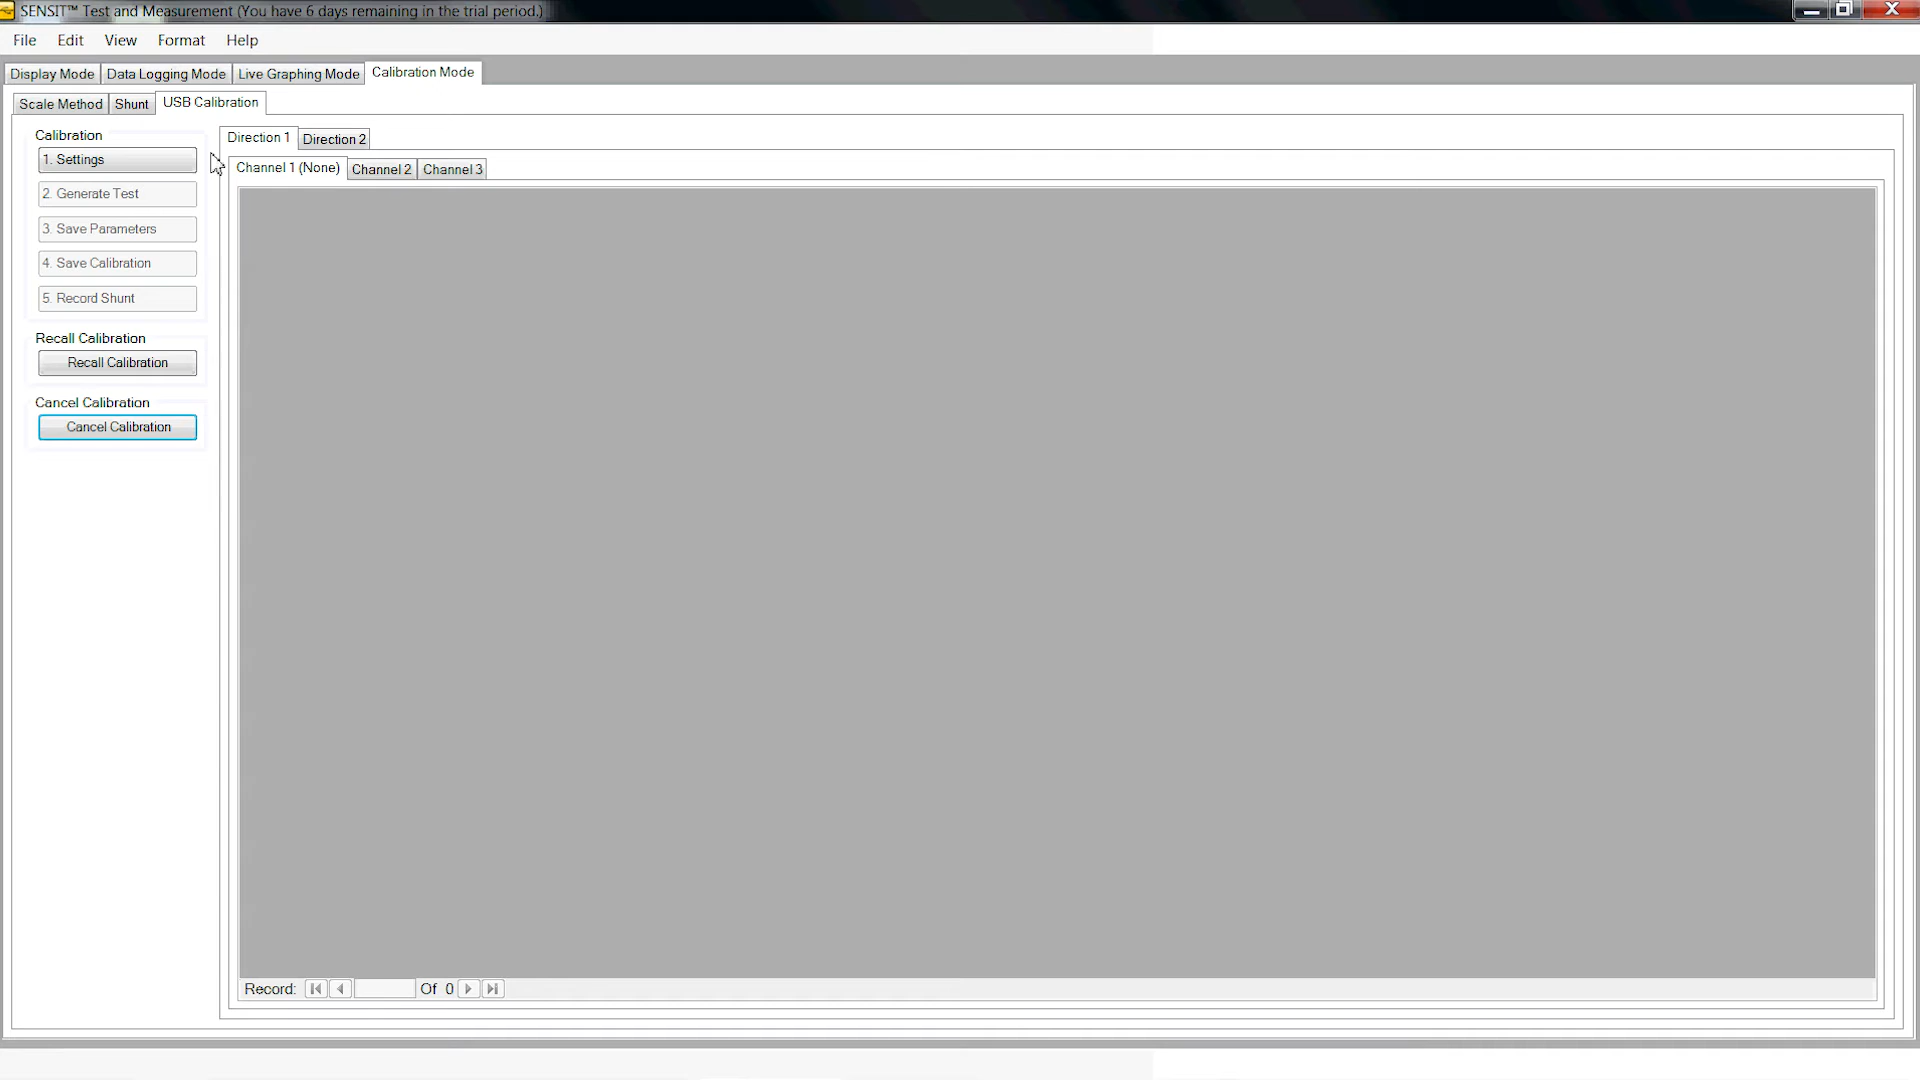 SENSIT™ Test and Measurement (You have 6 days remaining in the trial period.)
File Edit View Format Help
Display Mode Data Logging Mode Live Graphing Mode Calibration Mode
Scale Method Shunt USB Calibration
Calibration
1. Settings
2. Generate Test
3. Save Parameters
4. Save Calibration
5. Record Shunt
Recall Calibration
Recall Calibration
Cancel Calibration
Cancel Calibration
Direction 1 Direction 2
Channel 1 (None) Channel 2 Channel 3
Record: Of 0